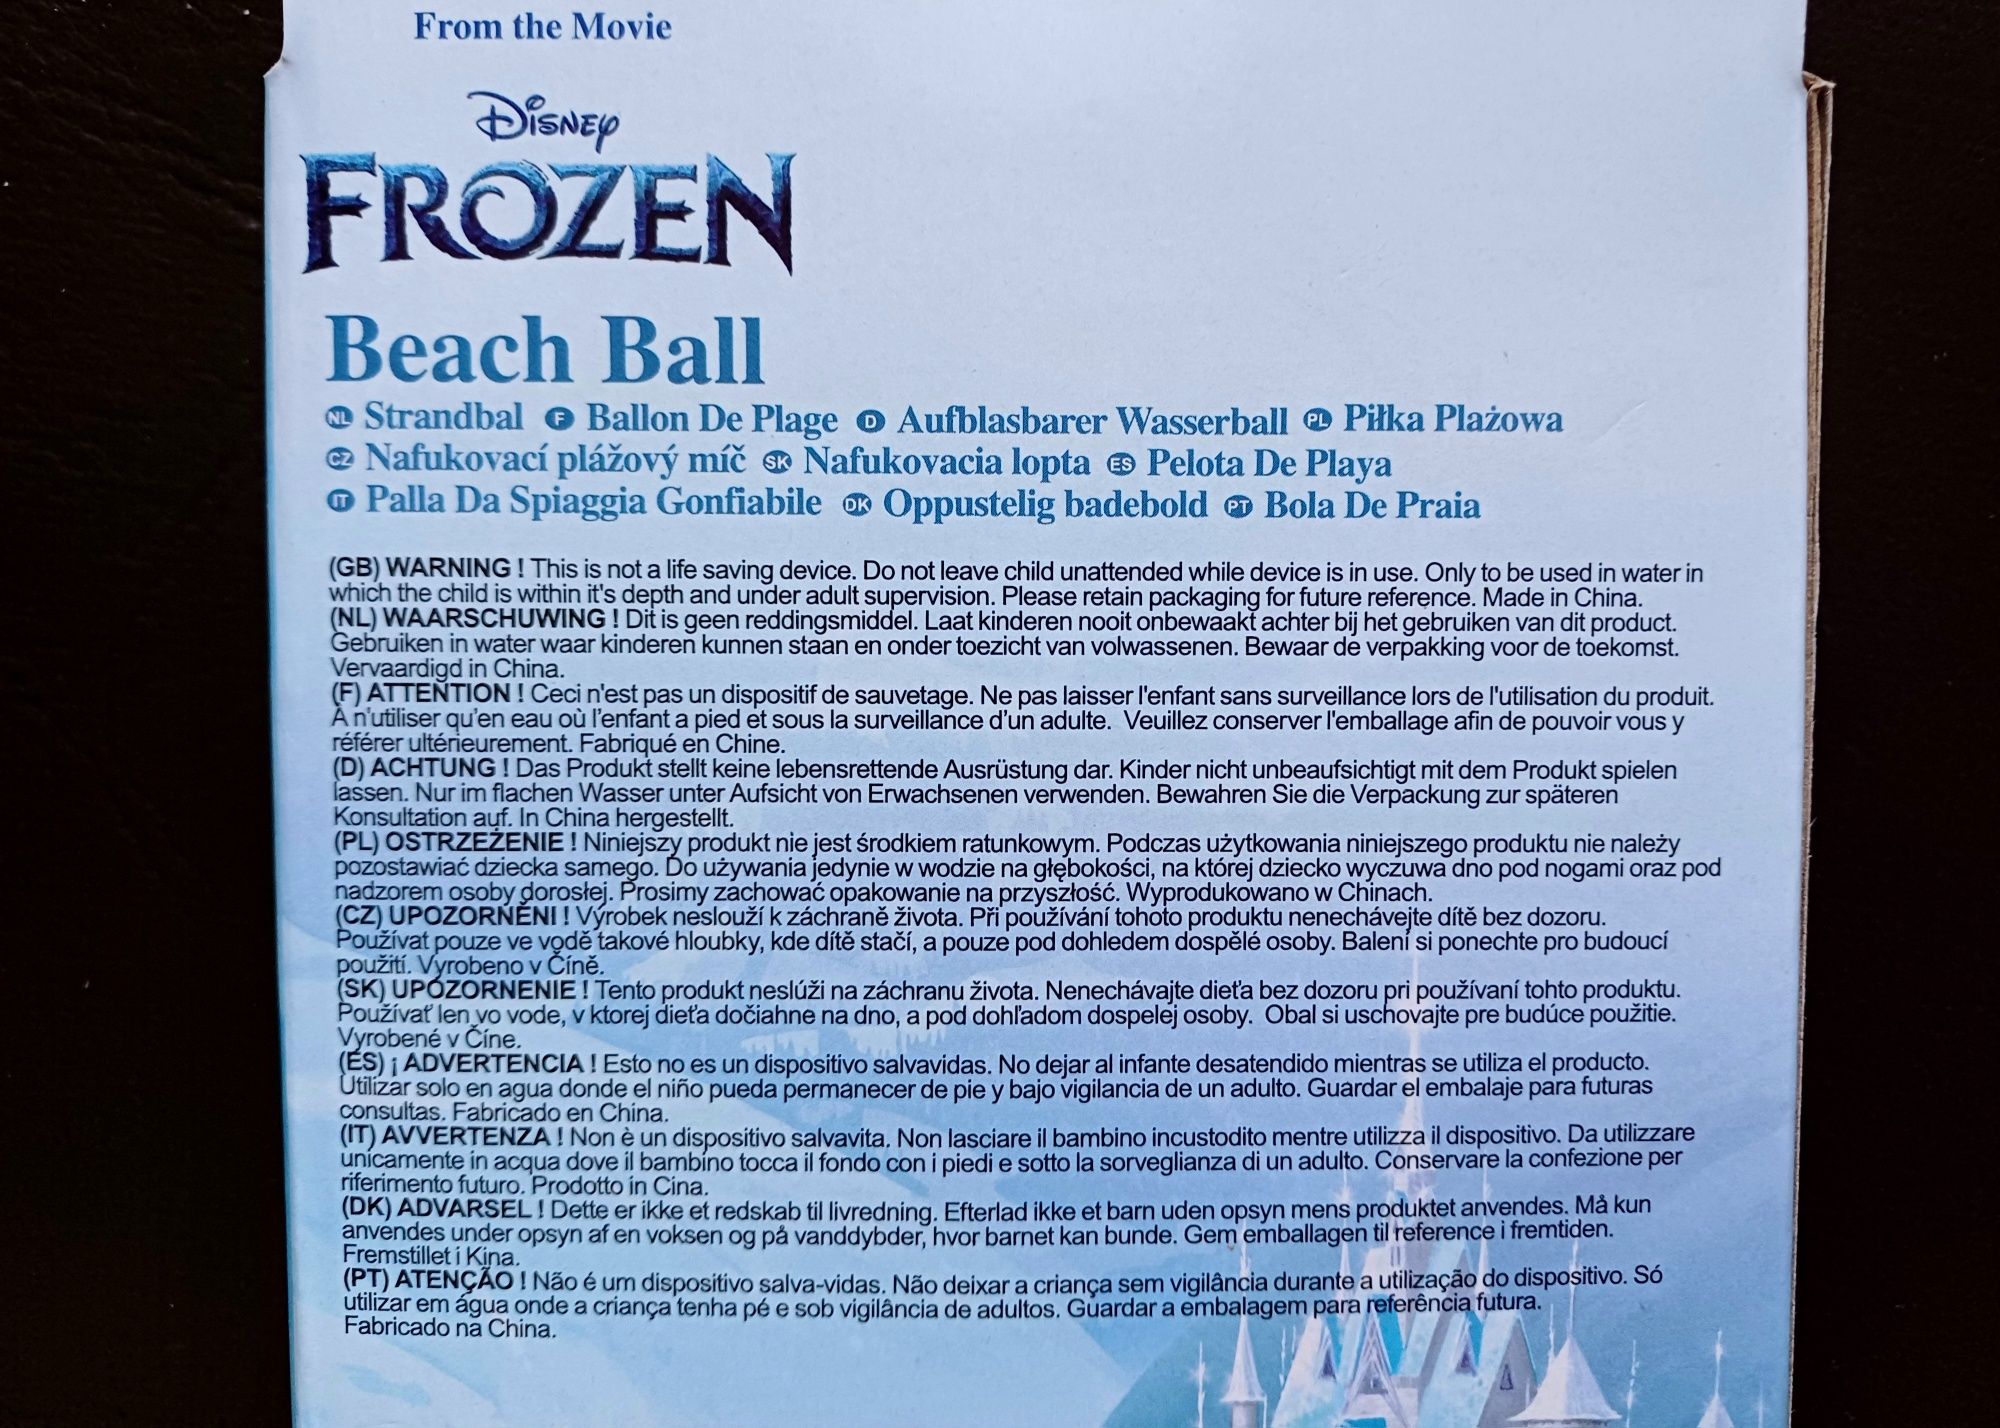 From the Movie
Disney
FROZEN
Beach Ball
NL Strandbal F Ballon De Plage D Aufblasbarer Wasserball PL Piłka Plażowa
CZ Nafukovací plážový míč SK Nafukovacia lopta ES Pelota De Playa
IT Palla Da Spiaggia Gonfiabile DK Oppustelig badebold PT Bola De Praia
(GB) WARNING ! This is not a life saving device. Do not leave child unattended while device is in use. Only to be used in water in
which the child is within it's depth and under adult supervision. Please retain packaging for future reference. Made in China.
(NL) WAARSCHUWING ! Dit is geen reddingsmiddel. Laat kinderen nooit onbewaakt achter bij het gebruiken van dit product.
Gebruiken in water waar kinderen kunnen staan en onder toezicht van volwassenen. Bewaar de verpakking voor de toekomst.
Vervaardigd in China.
(F) ATTENTION ! Ceci n'est pas un dispositif de sauvetage. Ne pas laisser l'enfant sans surveillance lors de l'utilisation du produit.
À n'utiliser qu'en eau où l’enfant a pied et sous la surveillance d’un adulte. Veuillez conserver l'emballage afin de pouvoir vous y
référer ultérieurement. Fabriqué en Chine.
(D) ACHTUNG ! Das Produkt stellt keine lebensrettende Ausrüstung dar. Kinder nicht unbeaufsichtigt mit dem Produkt spielen
lassen. Nur im flachen Wasser unter Aufsicht von Erwachsenen verwenden. Bewahren Sie die Verpackung zur späteren
Konsultation auf. In China hergestellt.
(PL) OSTRZEŻENIE ! Niniejszy produkt nie jest środkiem ratunkowym. Podczas użytkowania niniejszego produktu nie należy
pozostawiać dziecka samego. Do używania jedynie w wodzie na głębokości, na której dziecko wyczuwa dno pod nogami oraz pod
nadzorem osoby dorosłej. Prosimy zachować opakowanie na przyszłość. Wyprodukowano w Chinach.
(CZ) UPOZORNĚNI ! Výrobek neslouží k záchraně života. Při používání tohoto produktu nenechávejte dítě bez dozoru.
Používat pouze ve vodě takové hloubky, kde dítě stačí, a pouze pod dohledem dospělé osoby. Balení si ponechte pro budoucí
použití. Vyrobeno v Číně.
(SK) UPOZORNENIE ! Tento produkt neslúži na záchranu života. Nenechávajte dieťa bez dozoru pri používaní tohto produktu.
Používať len vo vode, v ktorej dieťa dočiahne na dno, a pod dohľadom dospelej osoby. Obal si uschovajte pre budúce použitie.
Vyrobené v Číne.
(ES) ¡ ADVERTENCIA ! Esto no es un dispositivo salvavidas. No dejar al infante desatendido mientras se utiliza el producto.
Utilizar solo en agua donde el niño pueda permanecer de pie y bajo vigilancia de un adulto. Guardar el embalaje para futuras
consultas. Fabricado en China.
(IT) AVVERTENZA ! Non è un dispositivo salvavita. Non lasciare il bambino incustodito mentre utilizza il dispositivo. Da utilizzare
unicamente in acqua dove il bambino tocca il fondo con i piedi e sotto la sorveglianza di un adulto. Conservare la confezione per
riferimento futuro. Prodotto in Cina.
(DK) ADVARSEL ! Dette er ikke et redskab til livredning. Efterlad ikke et barn uden opsyn mens produktet anvendes. Må kun
anvendes under opsyn af en voksen og på vanddybder, hvor barnet kan bunde. Gem emballagen til reference i fremtiden.
Fremstillet i Kina.
(PT) ATENÇÃO ! Não é um dispositivo salva-vidas. Não deixar a criança sem vigilância durante a utilização do dispositivo. Só
utilizar em água onde a criança tenha pé e sob vigilância de adultos. Guardar a embalagem para referência futura.
Fabricado na China.